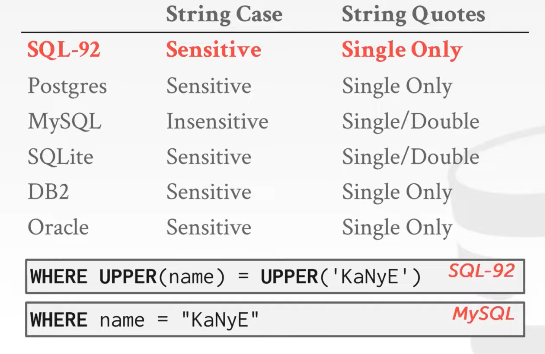 String Case String Quotes
SQL-92 Sensitive Single Only
Postgres Sensitive Single Only
MySQL Insensitive Single/Double
SQLite Sensitive Single/Double
DB2 Sensitive Single Only
Oracle Sensitive Single Only
WHERE UPPER(name) = UPPER('KaNyE') SQL-92
WHERE name = "KaNyE" MySQL